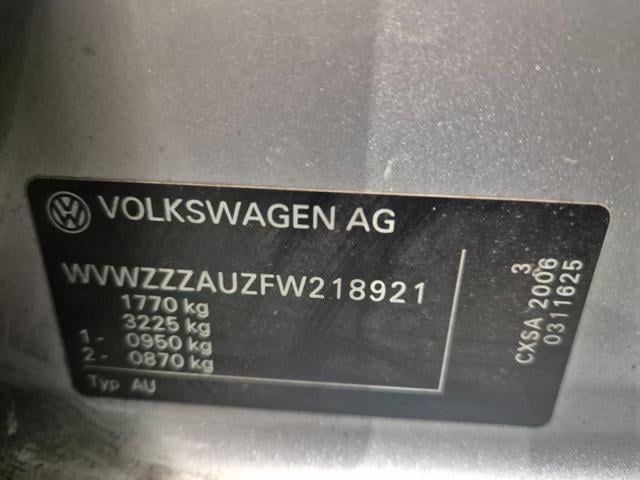 VOLKSWAGEN AG
WVWZZZAUZFW218921
1770 kg
3225 kg
1- 0950 kg
2- 0870 kg
Typ AU
3
CXSA 2006
0311625